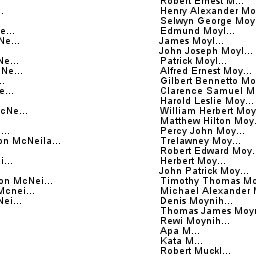 Robert Ernest M...
..
Henry Alexander Mo
Selwyn George Moy
e...
Edmund Moyl...
Ne...
James Moyl...
John Joseph Moyl...
Ne...
Patrick Moyl...
Ne...
Alfred Ernest Moy...
..
Gilbert Bennetto Mo
e...
Clarence Samuel M
Harold Leslie Moy...
cNe...
William Herbert Moy
Matthew Hilton Moy.
...
Percy John Moy...
on McNeila...
Trelawney Moy...
Robert Edward Moy.
i...
Herbert Moy...
John Patrick Moy...
on McNei...
Timothy Thomas Mc
Mcnei...
Michael Alexander M
Nei...
Denis Moynih...
Thomas James Moyn
Rewi Moynih...
Apa M...
Kata M...
Robert Muckl...